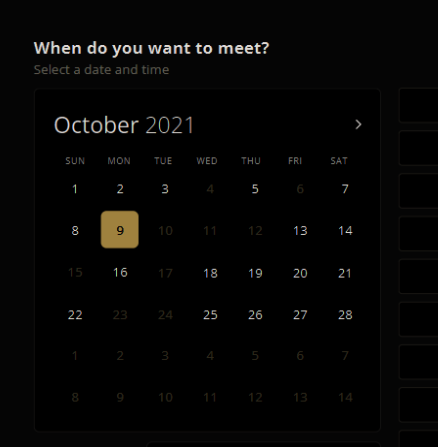 When do you want to meet?
Select a date and time
October 2021 >
SUN MON TUE WED THU FRI SAT
1 2 3 4 5 6 7
8 9 10 11 12 13 14
15 16 17 18 19 20 21
22 23 24 25 26 27 28
1 2 3 4 5 6 7
8 9 10 11 12 13 14